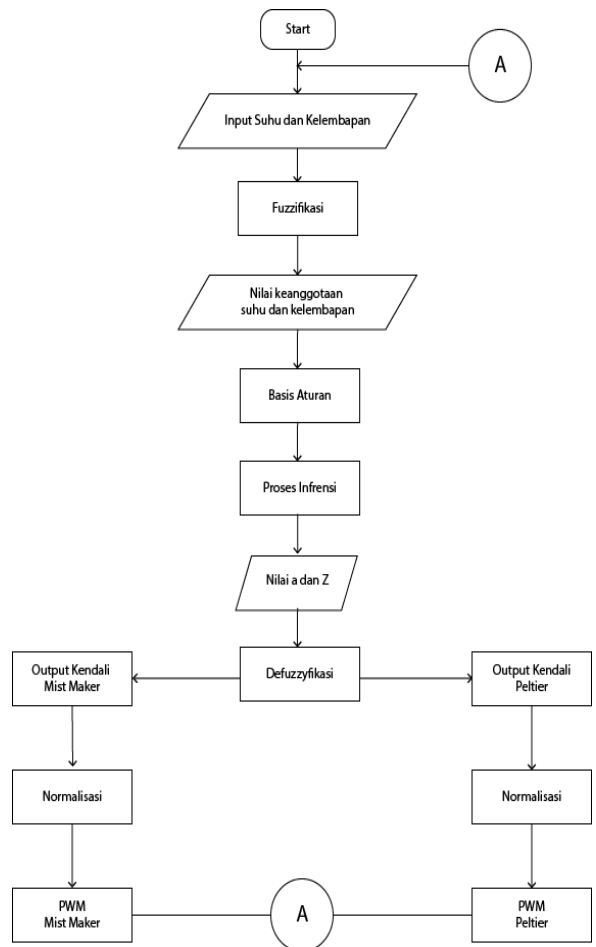 Start
A
Input Suhu dan Kelembapan
Fuzzifikasi
Nilai keanggotaan
suhu dan kelembapan
Basis Aturan
Proses Infrensi
Nilai a dan Z
Defuzzyfikasi
Output Kendali
Mist Maker
Output Kendali
Peltier
Normalisasi
Normalisasi
PWM
Mist Maker
A
PWM
Peltier